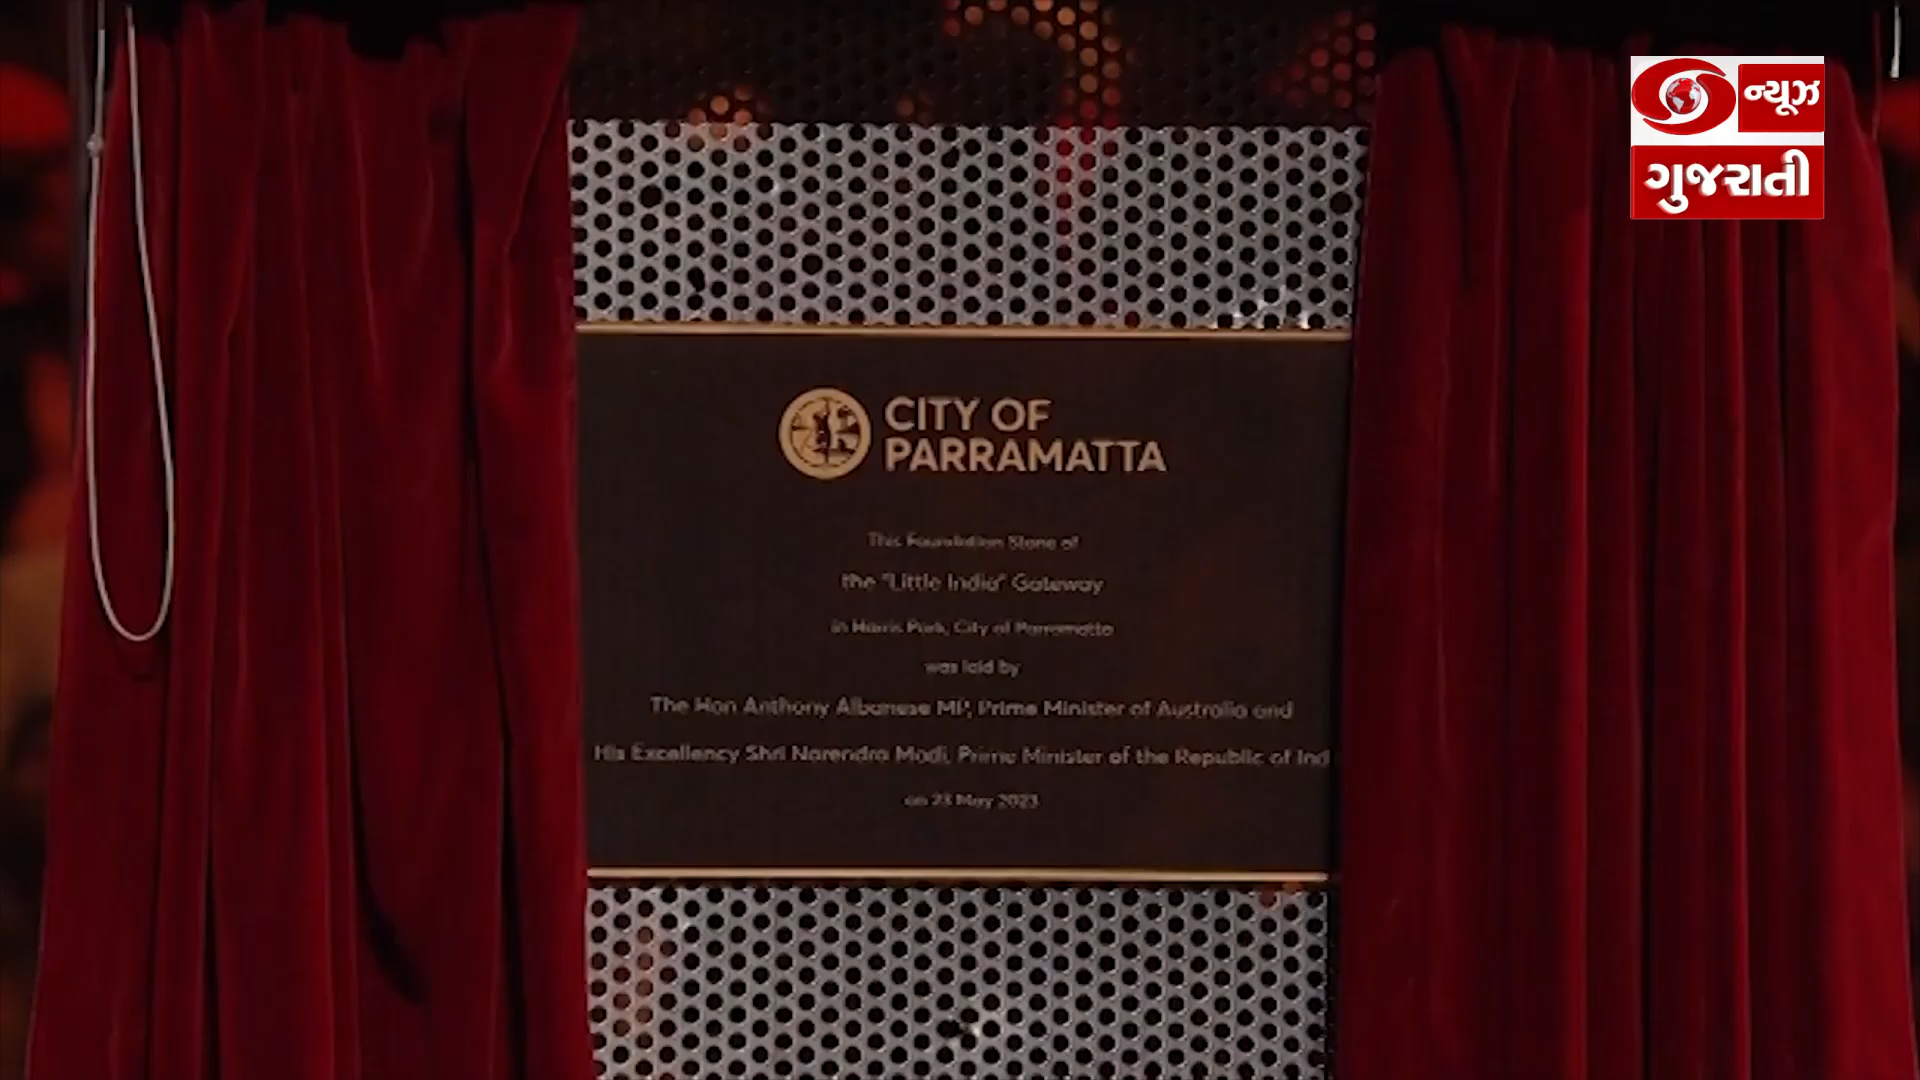 ન્યૂઝ
ગુજરાતી
CITY OF
PARRAMATTA
This Foundation Stone of
the "Little India" Gateway
in Harris Park, City of Parramatta
was laid by
The Hon Anthony Albanese MP, Prime Minister of Australia and
His Excellency Shri Narendra Modi, Prime Minister of the Republic of Ind
on 23 May 2023